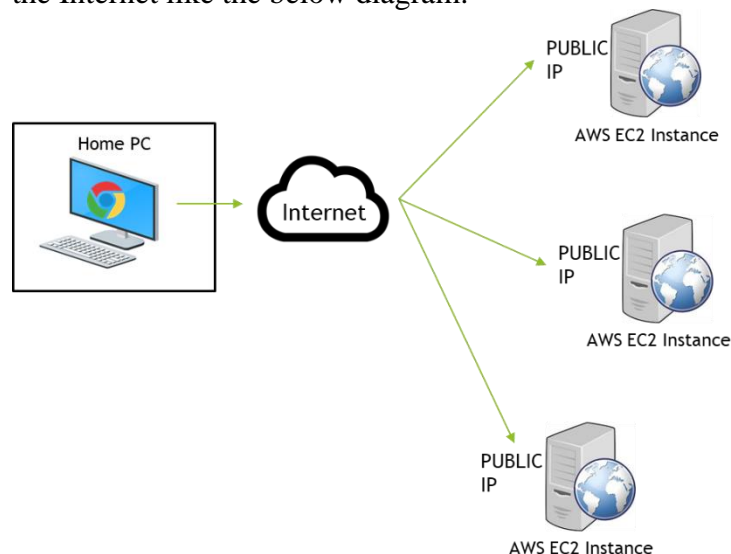 the Internet like the below diagram.
PUBLIC
IP
AWS EC2 Instance
Home PC
Internet
PUBLIC
IP
AWS EC2 Instance
PUBLIC
IP
AWS EC2 Instance